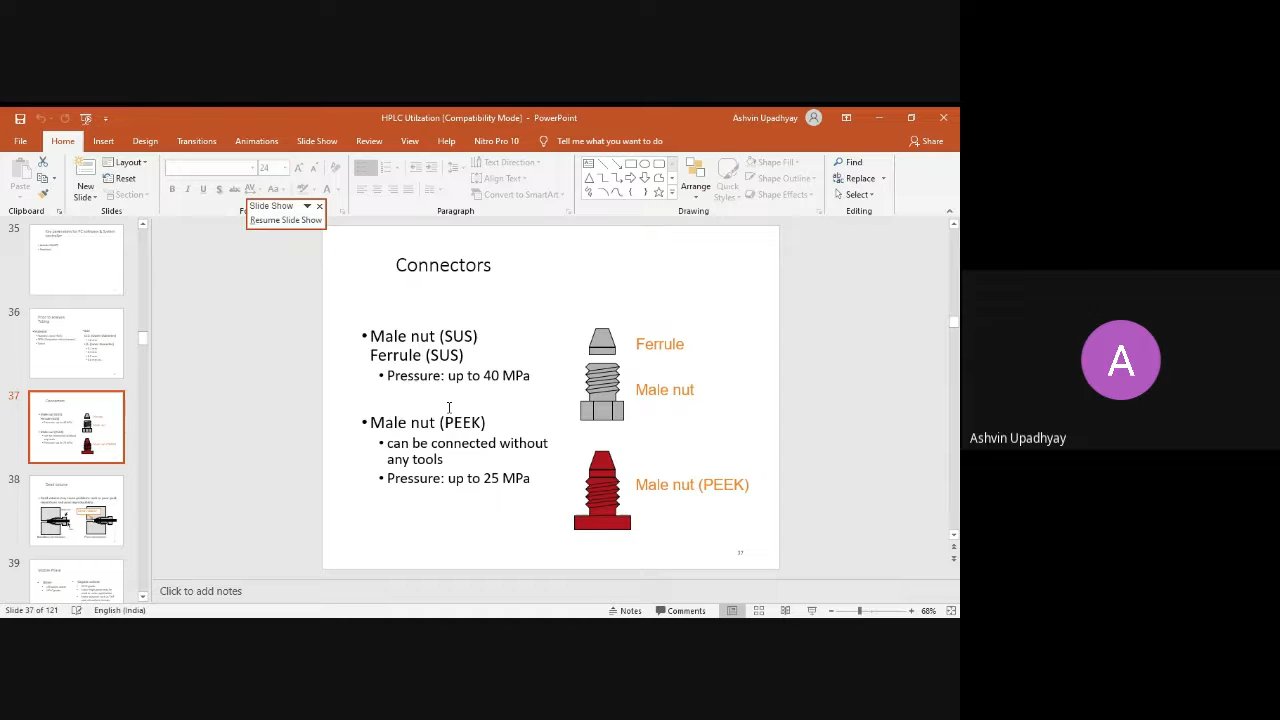 HPLC Utilzation [Compatibility Mode] - PowerPoint
Ashvin Upadhyay
File Home Insert Design Transitions Animations Slide Show Review View Help Nitro Pro 10 Tell me what you want to do
Share
Paste
Clipboard
New Slide
Layout
Reset
Section
Slides
24
Paragraph
Text Direction
Align Text
Convert to SmartArt
Arrange
Quick Styles
Shape Fill
Shape Outline
Shape Effects
Drawing
Find
Replace
Select
Editing
Slide Show
Resume Slide Show
35
36
37
38
39
Connectors
• Male nut (SUS)
Ferrule (SUS)
• Pressure: up to 40 MPa
• Male nut (PEEK)
• can be connected without
any tools
• Pressure: up to 25 MPa
Ferrule
Male nut
Male nut (PEEK)
37
Click to add notes
Slide 37 of 121 English (India)
Notes Comments
68%
A
Ashvin Upadhyay